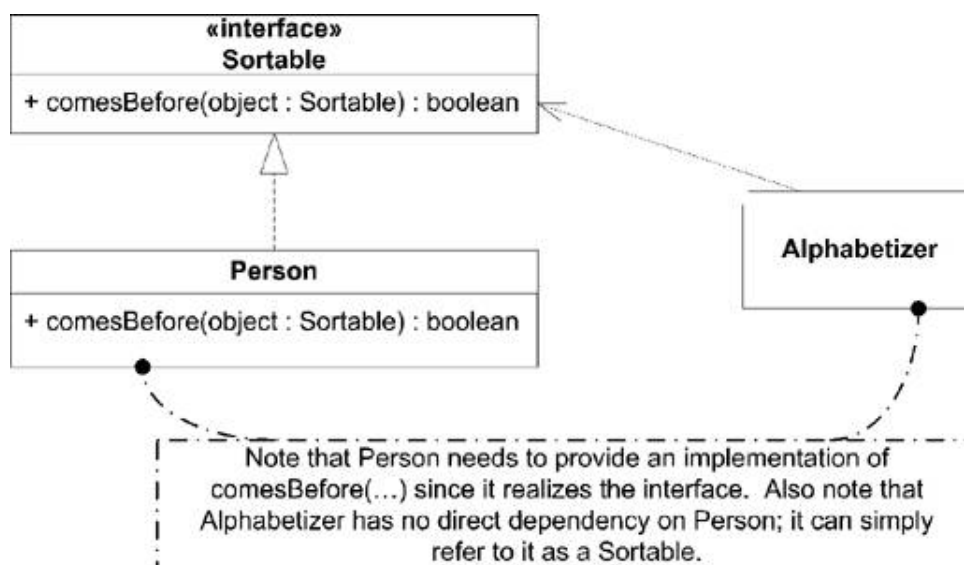 «interface»
Sortable
+ comesBefore(object : Sortable) : boolean
Person
+ comesBefore(object : Sortable) : boolean
Alphabetizer
Note that Person needs to provide an implementation of
comesBefore(...) since it realizes the interface. Also note that
Alphabetizer has no direct dependency on Person; it can simply
refer to it as a Sortable.